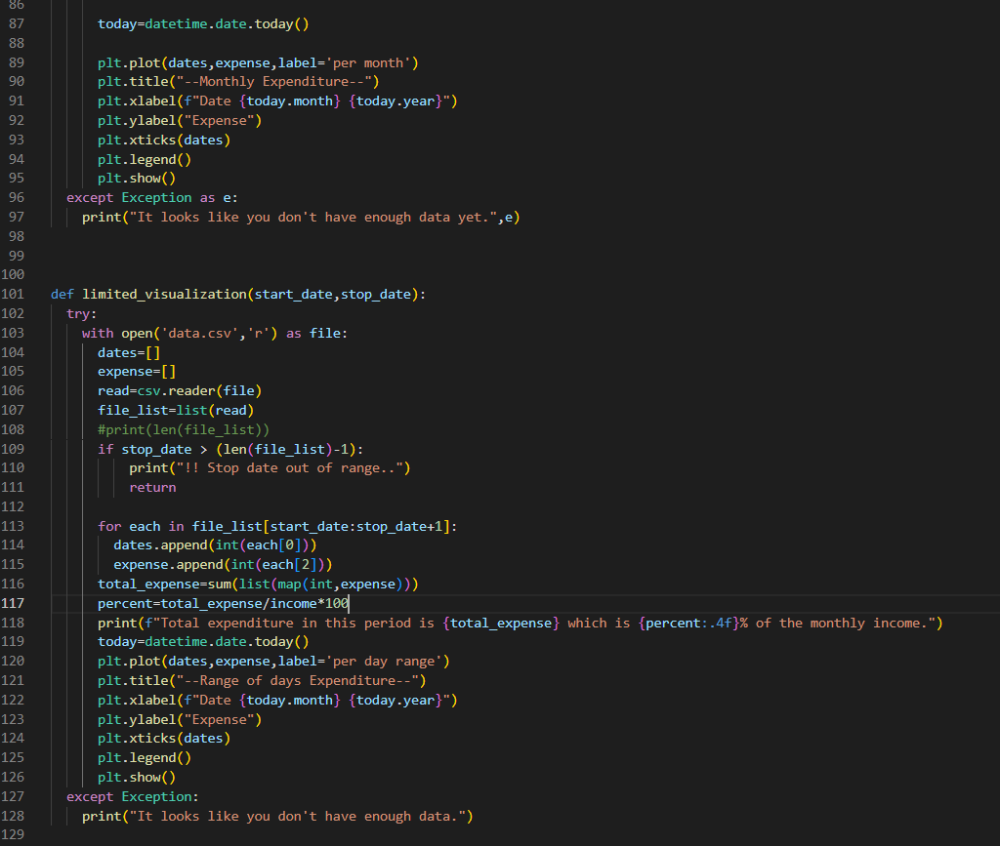 86
87 today=datetime.date.today()
88
89 plt.plot(dates,expense,label='per month')
90 plt.title("--Monthly Expenditure--")
91 plt.xlabel(f"Date {today.month} {today.year}")
92 plt.ylabel("Expense")
93 plt.xticks(dates)
94 plt.legend()
95 plt.show()
96 except Exception as e:
97 print("It looks like you don't have enough data yet.",e)
98
99
100
101 def limited_visualization(start_date,stop_date):
102 try:
103 with open('data.csv','r') as file:
104 dates=[]
105 expense=[]
106 read=csv.reader(file)
107 file_list=list(read)
108 #print(len(file_list))
109 if stop_date > (len(file_list)-1):
110 print("!! Stop date out of range..")
111 return
112
113 for each in file_list[start_date:stop_date+1]:
114 dates.append(int(each[0]))
115 expense.append(int(each[2]))
116 total_expense=sum(list(map(int,expense)))
117 percent=total_expense/income*100
118 print(f"Total expenditure in this period is {total_expense} which is {percent:.4f}% of the monthly income.")
119 today=datetime.date.today()
120 plt.plot(dates,expense,label='per day range')
121 plt.title("--Range of days Expenditure--")
122 plt.xlabel(f"Date {today.month} {today.year}")
123 plt.ylabel("Expense")
124 plt.xticks(dates)
125 plt.legend()
126 plt.show()
127 except Exception:
128 print("It looks like you don't have enough data.")
129